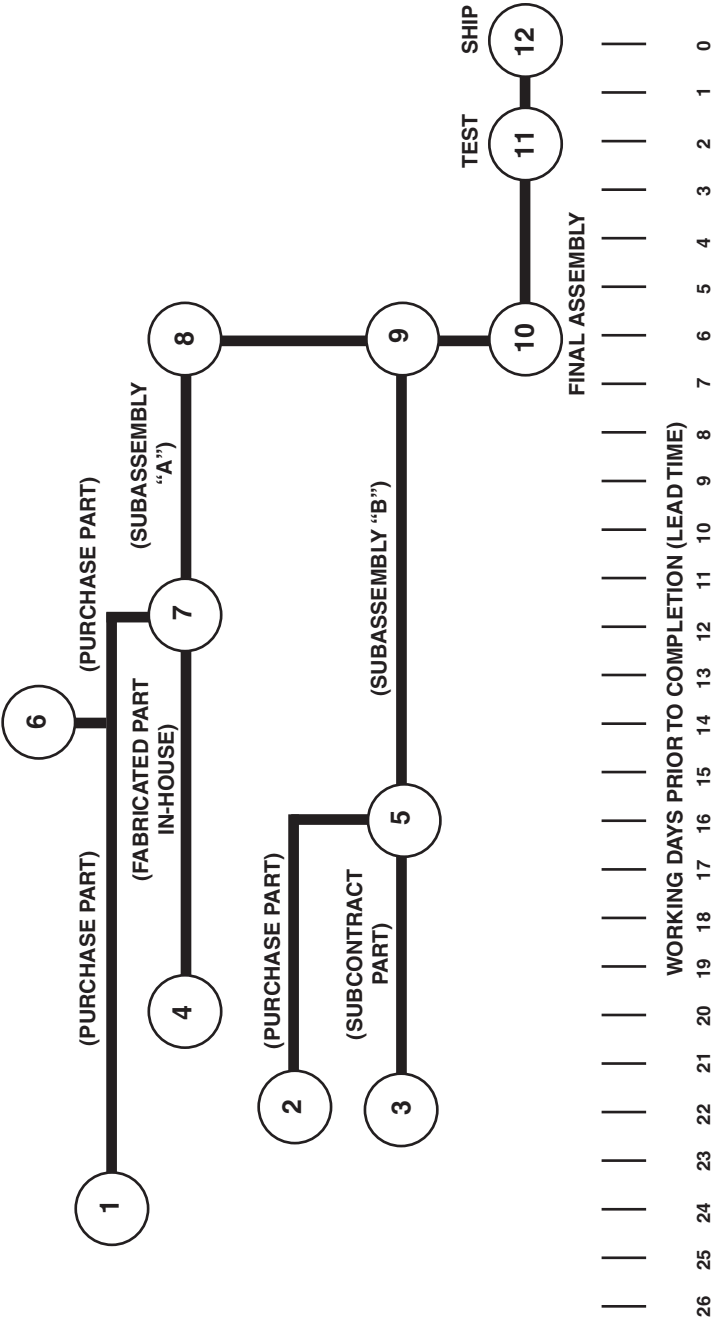 12
SHIP
11
TEST
10
FINAL ASSEMBLY
8
9
(SUBASSEMBLY
“A”)
(PURCHASE PART)
7
(SUBASSEMBLY “B”)
6
(FABRICATED PART
IN-HOUSE)
5
(PURCHASE PART)
4
(PURCHASE PART)
(SUBCONTRACT
PART)
2
3
1
26 25 24 23 22 21 20 19 18 17 16 15 14 13 12 11 10 9 8 7 6 5 4 3 2 1 0
WORKING DAYS PRIOR TO COMPLETION (LEAD TIME)